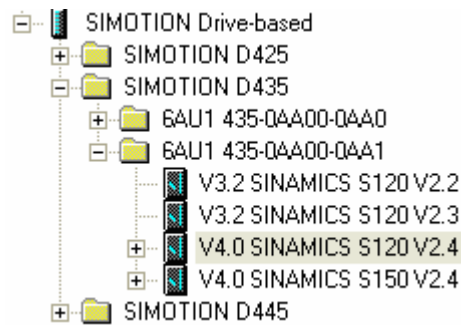 SIMOTION Drive-based
SIMOTION D425
SIMOTION D435
6AU1 435-0AA00-0AA0
6AU1 435-0AA00-0AA1
V3.2 SINAMICS S120 V2.2
V3.2 SINAMICS S120 V2.3
V4.0 SINAMICS S120 V2.4
V4.0 SINAMICS S150 V2.4
SIMOTION D445